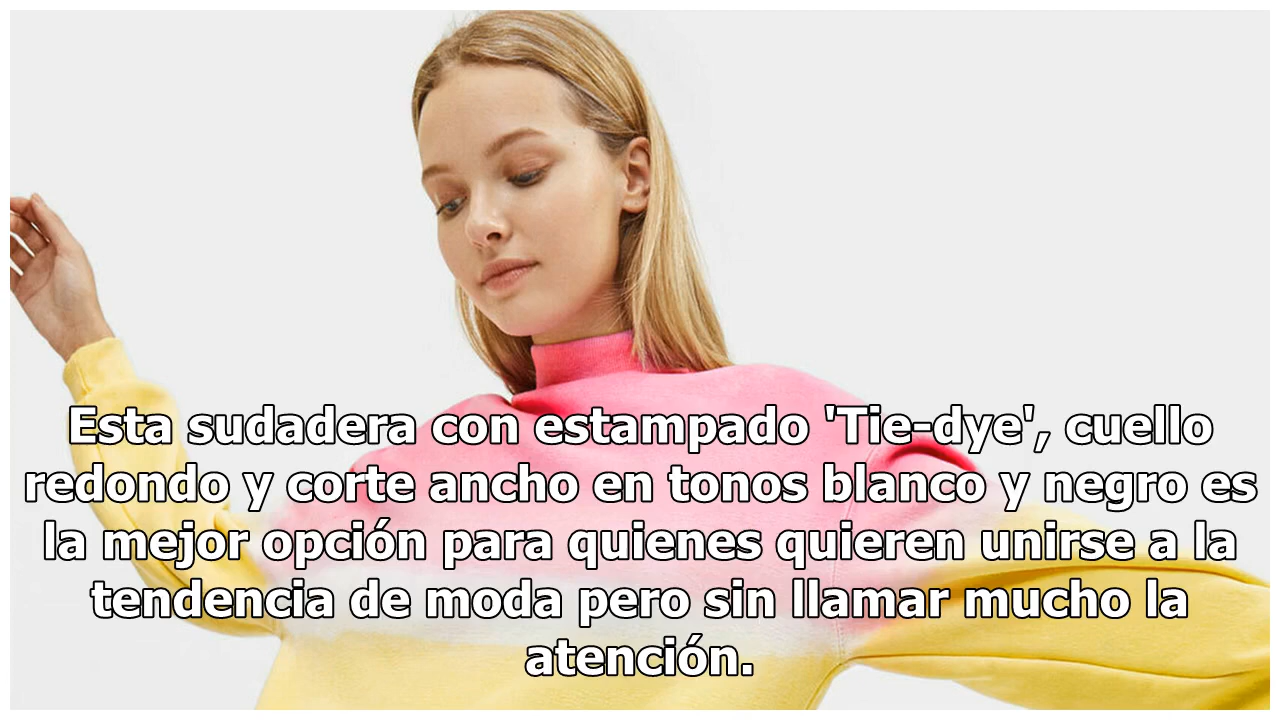 Esta sudadera con estampado 'Tie-dye', cuello
redondo y corte ancho en tonos blanco y negro es
la mejor opción para quienes quieren unirse a la
tendencia de moda pero sin llamar mucho la
atención.